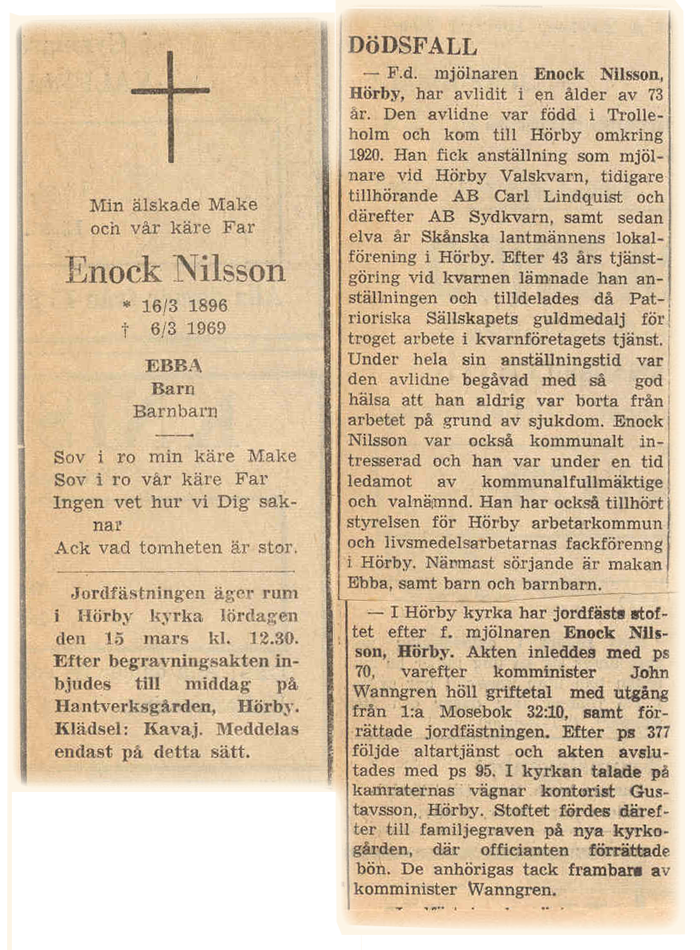 Min älskade Make
och vår käre Far
Enock Nilsson
* 16/3 1896
† 6/3 1969
EBBA
Barn
Barnbarn
Sov i ro min käre Make
Sov i ro vår käre Far
Ingen vet hur vi Dig sak-
nar
Ack vad tomheten är stor.
Jordfästningen äger rum
i Hörby kyrka lördagen
den 15 mars kl. 12.30.
Efter begravningsakten in-
bjudes till middag på
Hantverksgården, Hörby.
Klädsel: Kavaj. Meddelas
endast på detta sätt.
DÖDSFALL
— F.d. mjölnaren Enock Nilsson,
Hörby, har avlidit i en ålder av 73
år. Den avlidne var född i Trolle-
holm och kom till Hörby omkring
1920. Han fick anställning som mjöl-
nare vid Hörby Valskvarn, tidigare
tillhörande AB Carl Lindquist och
därefter AB Sydkvarn, samt sedan
elva år Skånska lantmännens lokal-
förening i Hörby. Efter 43 års tjänst-
göring vid kvarnen lämnade han an-
ställningen och tilldelades då Pat-
rioriska Sällskapets guldmedalj för
troget arbete i kvarnföretagets tjänst.
Under hela sin anställningstid var
den avlidne begåvad med så god
hälsa att han aldrig var borta från
arbetet på grund av sjukdom. Enock
Nilsson var också kommunalt in-
tresserad och han var under en tid
ledamot av kommunalfullmäktige
och valnämnd. Han har också tillhört
styrelsen för Hörby arbetarkommun
och livsmedelsarbetarnas fackförenng
i Hörby. Närmast sörjande är makan
Ebba, samt barn och barnbarn.
— I Hörby kyrka har jordfästs stof-
tet efter f. mjölnaren Enock Nils-
son, Hörby. Akten inleddes med ps
70, varefter komminister John
Wanngren höll griftetal med utgång
från 1:a Mosebok 32:10, samt för-
rättade jordfästningen. Efter ps 377
följde altartjänst och akten avslu-
tades med ps 95. I kyrkan talade på
kamraternas vägnar kontorist Gus-
tavsson, Hörby. Stoftet fördes däref-
ter till familjegraven på nya kyrko-
gården, där officianten förrättade
bön. De anhörigas tack frambars av
komminister Wanngren.